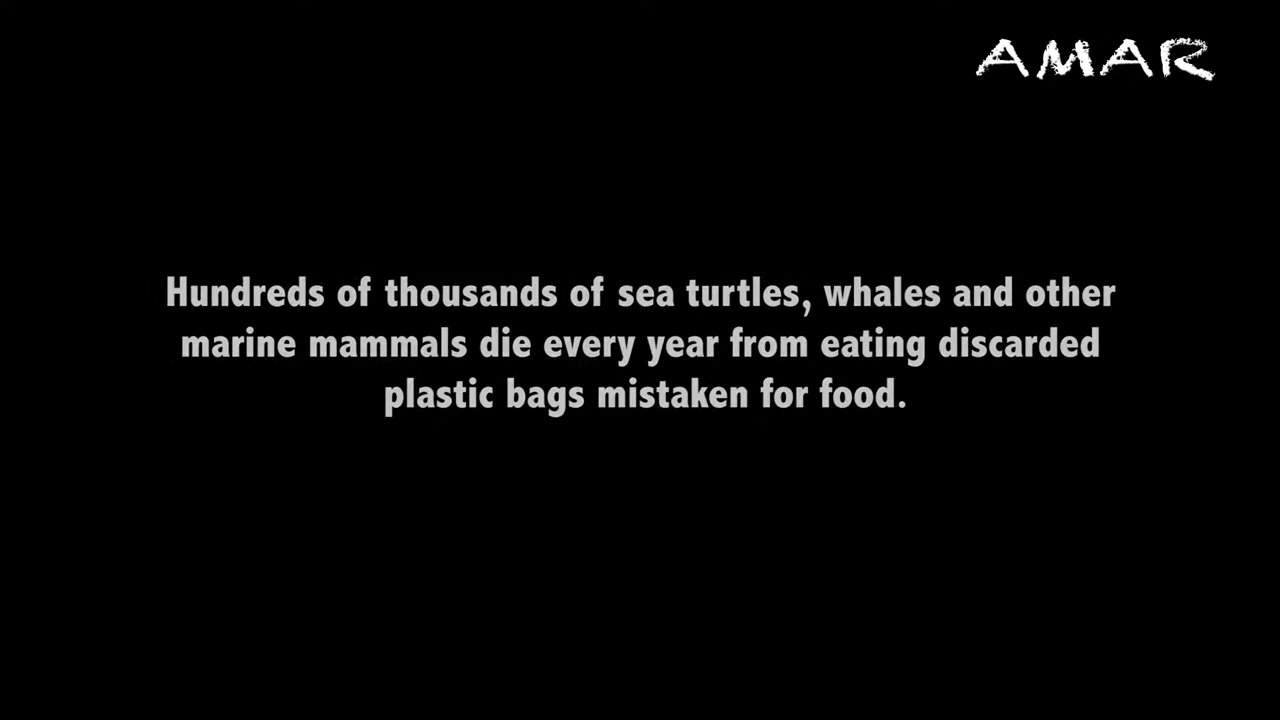 AMAR
Hundreds of thousands of sea turtles, whales and other
marine mammals die every year from eating discarded
plastic bags mistaken for food.